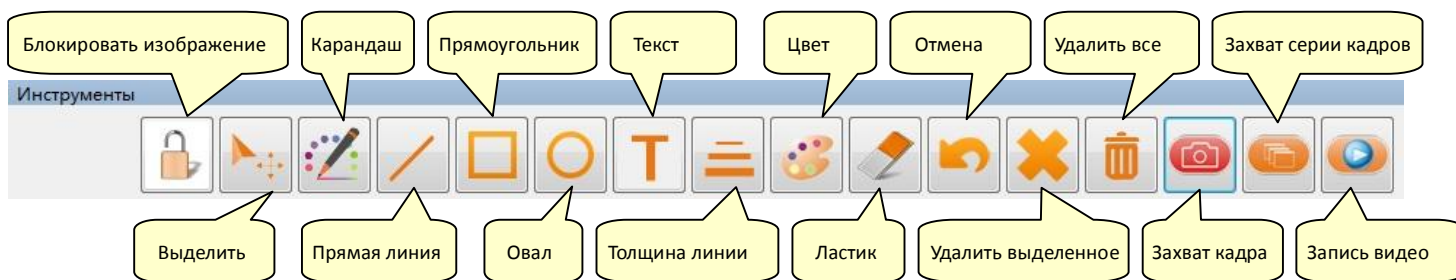 Блокировать изображение
Карандаш
Прямоугольник
Текст
Цвет
Отмена
Удалить все
Захват серии кадров
Инструменты
Выделить
Прямая линия
Овал
Толщина линии
Ластик
Удалить выделенное
Захват кадра
Запись видео